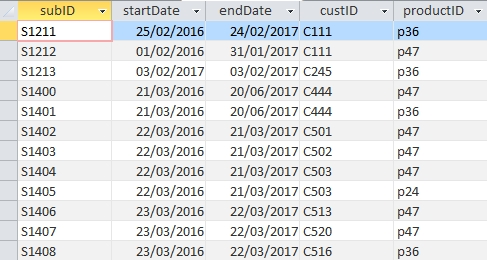 subID startDate endDate custID productID
S1211 25/02/2016 24/02/2017 C111 p36
S1212 01/02/2016 31/01/2017 C111 p47
S1213 03/02/2017 03/02/2017 C245 p36
S1400 21/03/2016 20/06/2017 C444 p47
S1401 21/03/2016 20/06/2017 C444 p36
S1402 22/03/2016 21/03/2017 C501 p47
S1403 22/03/2016 21/03/2017 C502 p47
S1404 22/03/2016 21/03/2017 C503 p47
S1405 22/03/2016 21/03/2017 C503 p24
S1406 23/03/2016 22/03/2017 C513 p47
S1407 23/03/2016 22/03/2017 C520 p47
S1408 23/03/2016 22/03/2017 C516 p36